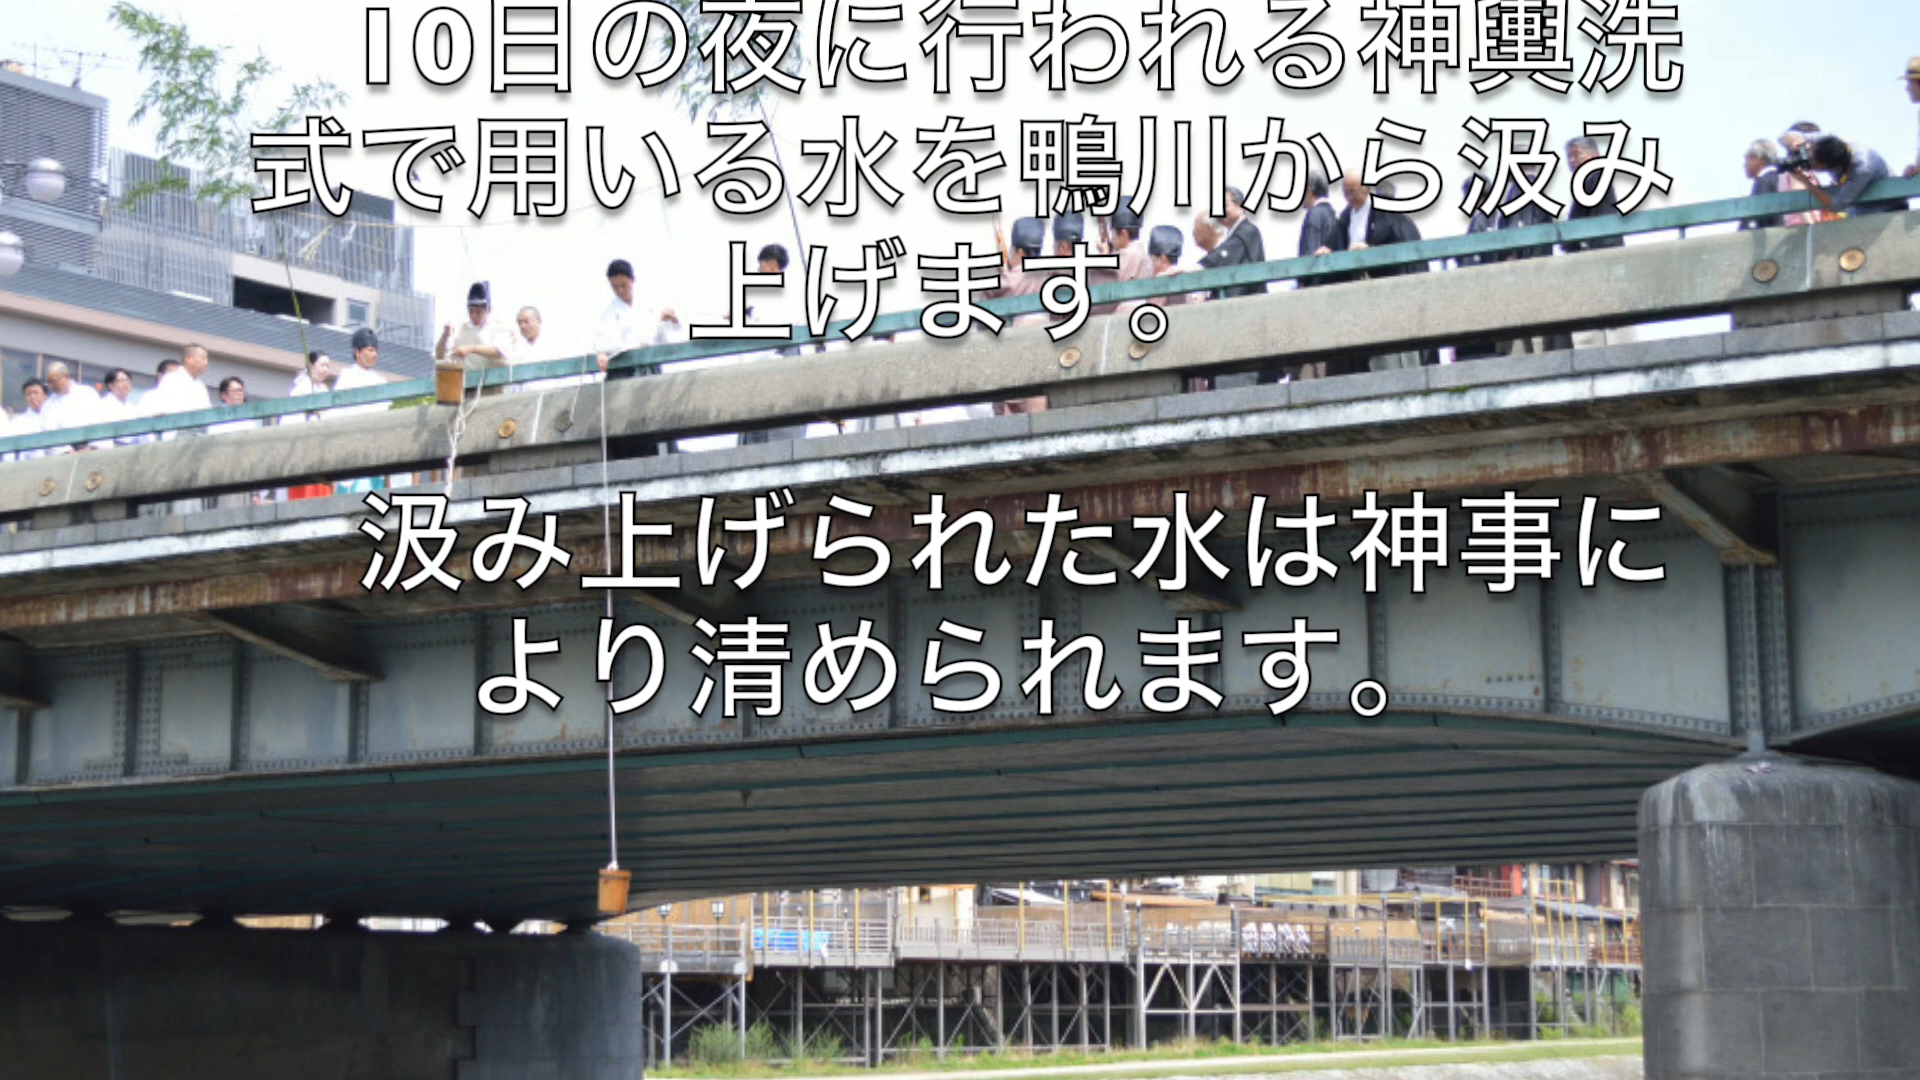 10日の夜に行われる神輿洗
式で用いる水を鴨川から汲み
上げます。
汲み上げられた水は神事に
より清められます。